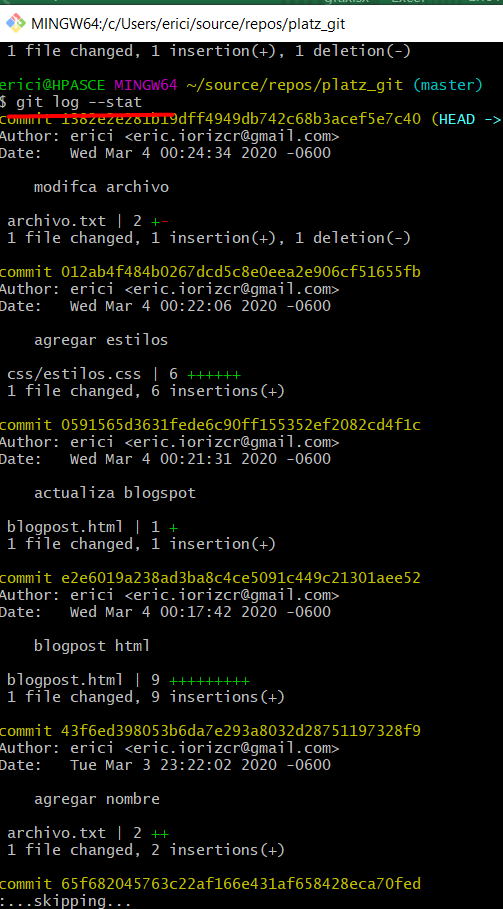 MINGW64:/c/Users/erici/source/repos/platz_git
1 file changed, 1 insertion(+), 1 deletion(-)
erici@HPASCE MINGW64 ~/source/repos/platz_git (master)
$ git log --stat
commit (HEAD ->
Author: erici <eric.iorizcr@gmail.com>
Date:   Wed Mar 4 00:24:34 2020 -0600
modifca archivo
archivo.txt | 2 +-
1 file changed, 1 insertion(+), 1 deletion(-)
commit 012ab4f484b0267dcd5c8e0eea2e906cf51655fb
Author: erici <eric.iorizcr@gmail.com>
Date:   Wed Mar 4 00:22:06 2020 -0600
agregar estilos
css/estilos.css | 6 ++++++
1 file changed, 6 insertions(+)
commit 0591565d3631fede6c90ff155352ef2082cd4f1c
Author: erici <eric.iorizcr@gmail.com>
Date:   Wed Mar 4 00:21:31 2020 -0600
actualiza blogspot
blogpost.html | 1 +
1 file changed, 1 insertion(+)
commit e2e6019a238ad3ba8c4ce5091c449c21301aee52
Author: erici <eric.iorizcr@gmail.com>
Date:   Wed Mar 4 00:17:42 2020 -0600
blogpost html
blogpost.html | 9 +++++++++
1 file changed, 9 insertions(+)
commit 43f6ed398053b6da7e293a8032d28751197328f9
Author: erici <eric.iorizcr@gmail.com>
Date:   Tue Mar 3 23:22:02 2020 -0600
agregar nombre
archivo.txt | 2 ++
1 file changed, 2 insertions(+)
commit 65f682045763c22af166e431af658428eca70fed
:...skipping...